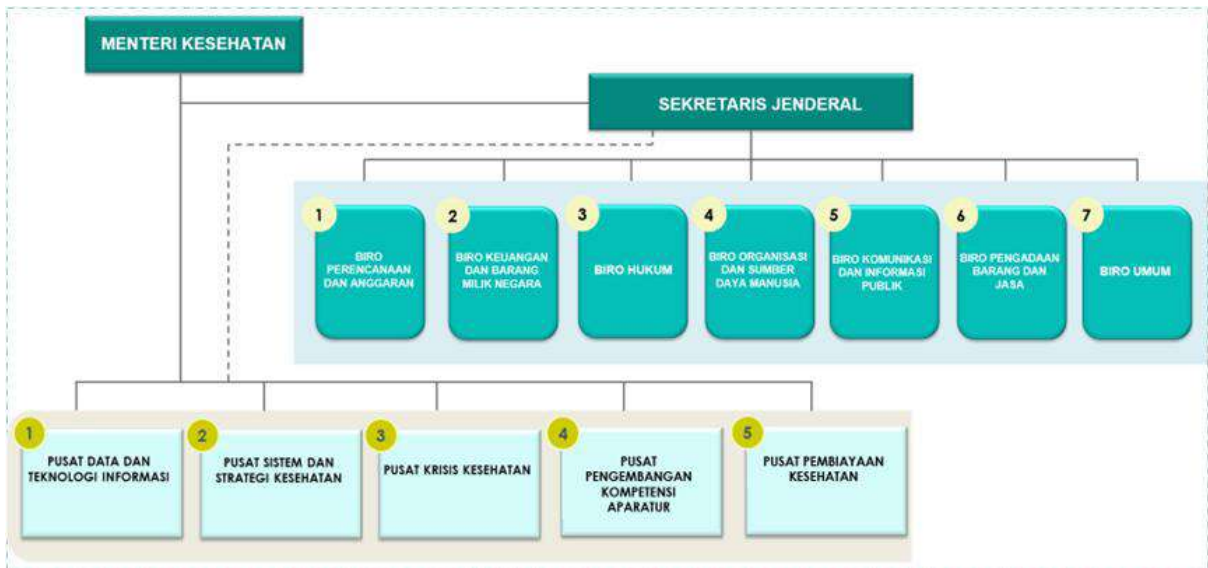 MENTERI KESEHATAN
SEKRETARIS JENDERAL
1
BIRO
PERENCANAAN
DAN ANGGARAN
2
BIRO KEUANGAN
DAN BARANG
MILIK NEGARA
3
BIRO HUKUM
4
BIRO ORGANISASI
DAN SUMBER
DAYA MANUSIA
5
BIRO KOMUNIKASI
DAN INFORMASI
PUBLIK
6
BIRO PENGADAAN
BARANG DAN
JASA
7
BIRO UMUM
1
PUSAT DATA DAN
TEKNOLOGI INFORMASI
2
PUSAT SISTEM DAN
STRATEGI KESEHATAN
3
PUSAT KRISIS KESEHATAN
4
PUSAT
PENGEMBANGAN
KOMPETENSI
APARATUR
5
PUSAT PEMBIAYAAN
KESEHATAN